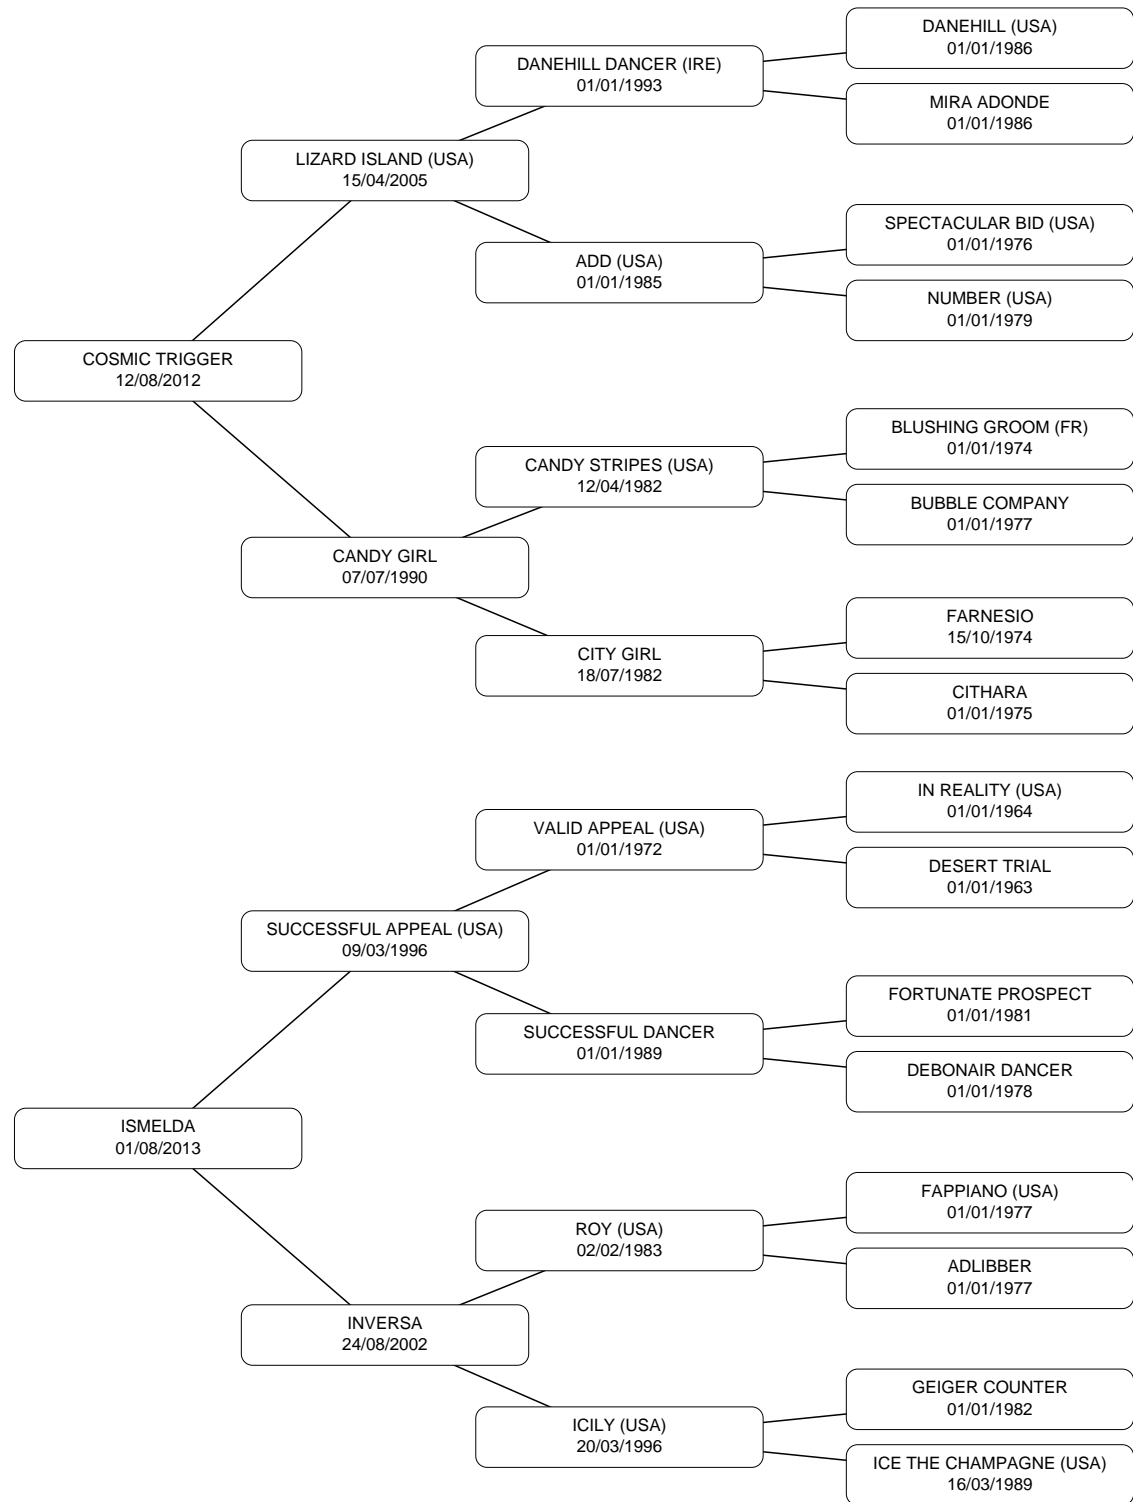 DANEHILL (USA)
01/01/1986
DANEHILL DANCER (IRE)
01/01/1993
MIRA ADONDE
01/01/1986
LIZARD ISLAND (USA)
15/04/2005
SPECTACULAR BID (USA)
01/01/1976
ADD (USA)
01/01/1985
NUMBER (USA)
01/01/1979
COSMIC TRIGGER
12/08/2012
BLUSHING GROOM (FR)
01/01/1974
CANDY STRIPES (USA)
12/04/1982
BUBBLE COMPANY
01/01/1977
CANDY GIRL
07/07/1990
FARNESIO
15/10/1974
CITY GIRL
18/07/1982
CITHARA
01/01/1975
IN REALITY (USA)
01/01/1964
VALID APPEAL (USA)
01/01/1972
DESERT TRIAL
01/01/1963
SUCCESSFUL APPEAL (USA)
09/03/1996
FORTUNATE PROSPECT
01/01/1981
SUCCESSFUL DANCER
01/01/1989
DEBONAIR DANCER
01/01/1978
ISMELDA
01/08/2013
FAPPIANO (USA)
01/01/1977
ROY (USA)
02/02/1983
ADLIBBER
01/01/1977
INVERSA
24/08/2002
GEIGER COUNTER
01/01/1982
ICILY (USA)
20/03/1996
ICE THE CHAMPAGNE (USA)
16/03/1989